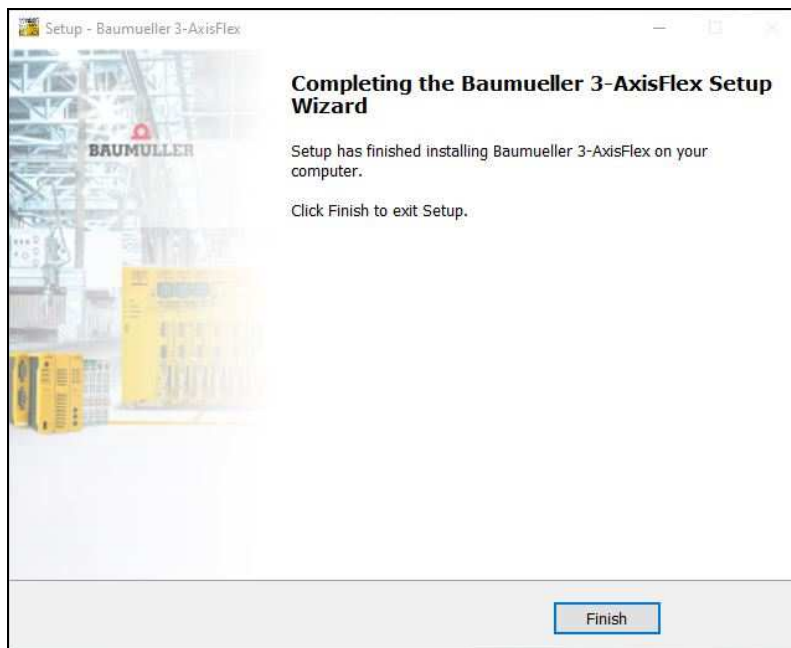 Setup - Baumueller 3-AxisFlex
BAUMÜLLER
Completing the Baumueller 3-AxisFlex Setup
Wizard
Setup has finished installing Baumueller 3-AxisFlex on your
computer.
Click Finish to exit Setup.
Finish